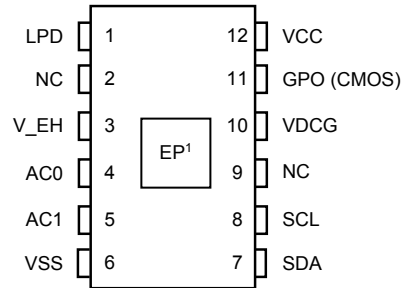 LPD 1 12 VCC
NC 2 11 GPO (CMOS)
V_EH 3 10 VDCG
EP¹
AC0 4 9 NC
AC1 5 8 SCL
VSS 6 7 SDA